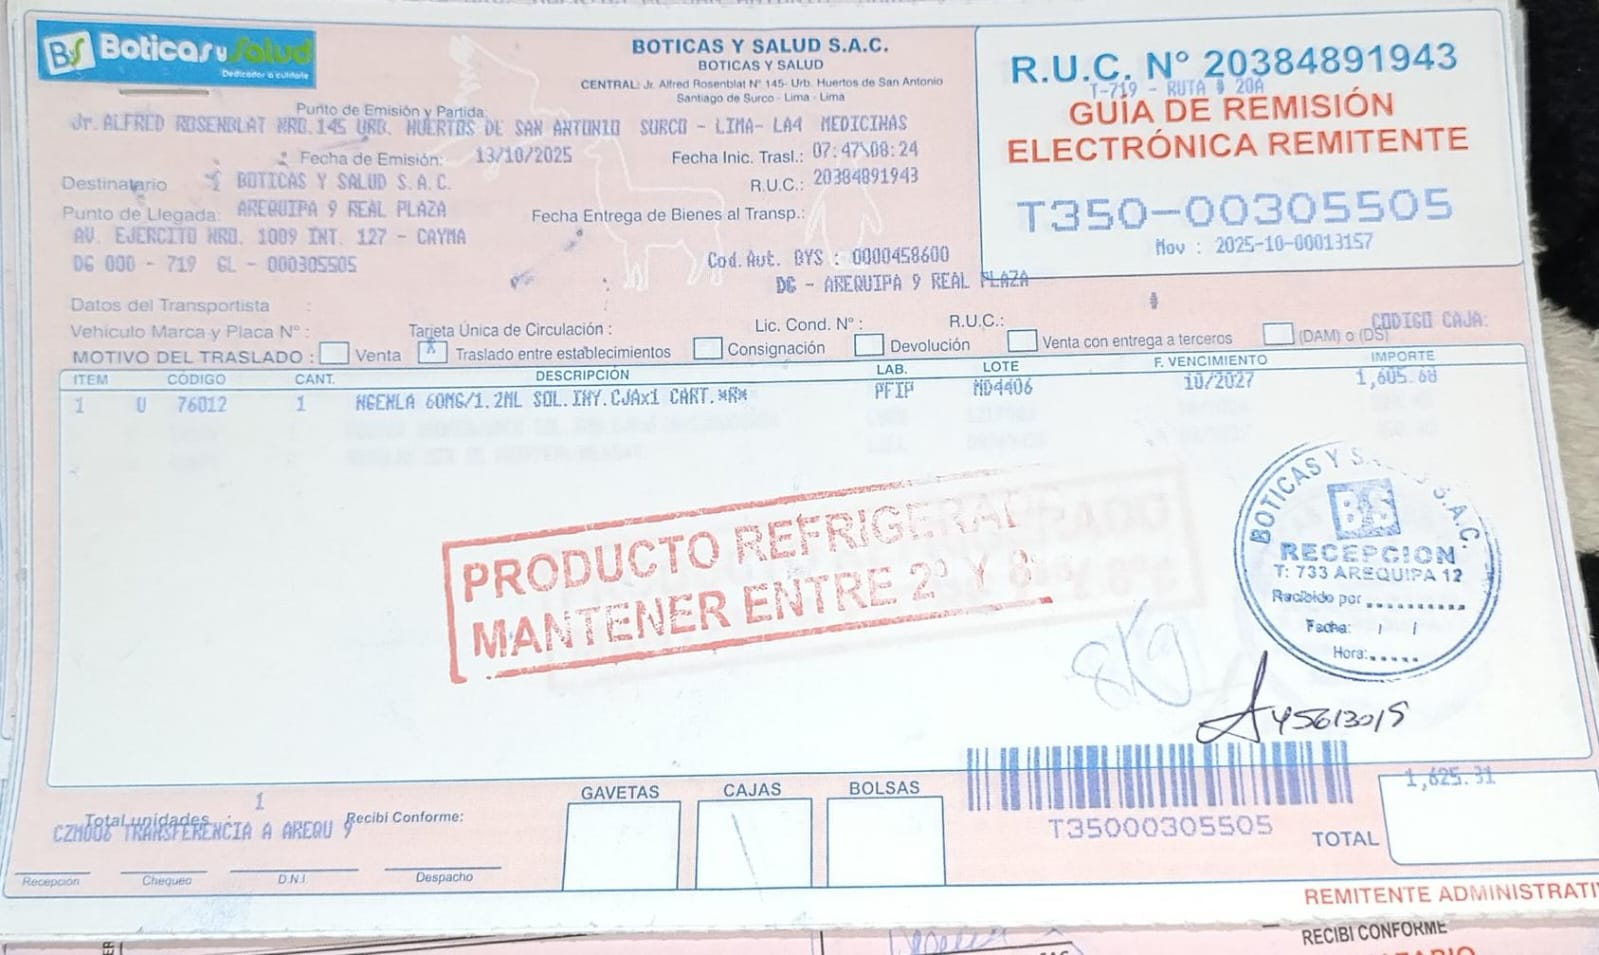 BS Boticas y Salud
Dedicados a cuidarte
BOTICAS Y SALUD S.A.C.
BOTICAS Y SALUD
CENTRAL: Jr. Alfred Rosenblat N° 145- Urb. Huertos de San Antonio
Santiago de Surco - Lima - Lima
R.U.C. N° 20384891943
T-719 - RUTA # 20A
GUÍA DE REMISIÓN
ELECTRÓNICA REMITENTE
T350-00305505
Mov : 2025-10-00013157
Punto de Emisión y Partida:
Jr. ALFRED ROSENBLAT NRO.145 URB. HUERTOS DE SAN ANTONIO SURCO - LIMA- LA4 MEDICINAS
Fecha de Emisión: 13/10/2025 Fecha Inic. Trasl.: 07:47\08:24
Destinatario : BOTICAS Y SALUD S.A.C. R.U.C.: 20384891943
Punto de Llegada: AREQUIPA 9 REAL PLAZA Fecha Entrega de Bienes al Transp.:
AV. EJERCITO NRO. 1009 INT. 127 - CAYMA
DG 000 - 719 GL - 000305505 Cod.Aut. BYS : 0000458600
DG - AREQUIPA 9 REAL PLAZA
Datos del Transportista :
Vehículo Marca y Placa N° : Tarjeta Única de Circulación : Lic. Cond. N° : R.U.C.: CODIGO CAJA:
MOTIVO DEL TRASLADO : Venta X Traslado entre establecimientos Consignación Devolución Venta con entrega a terceros (DAM) o (DS)
ITEM CÓDIGO CANT. DESCRIPCIÓN LAB. LOTE F. VENCIMIENTO IMPORTE
1 U 76012 1 NGENLA 60MG/1.2ML SOL.INY.CJAx1 CART.*R* PFIP MD4406 10/2027 1,605.68
PRODUCTO REFRIGERADO
MANTENER ENTRE 2° Y 8°
BOTICAS Y S S.A.C.
BS
RECEPCION
T: 733 AREQUIPA 12
Recibido por
Fecha: / /
Hora:
8Kg
45613015
1
Total unidades Recibi Conforme:
CZM006 TRANSFERENCIA A AREQU 9
GAVETAS CAJAS BOLSAS
T35000305505
1,625.31
TOTAL
Recepción Chequeo D.N.I. Despacho
REMITENTE ADMINISTRATI
RECIBI CONFORME